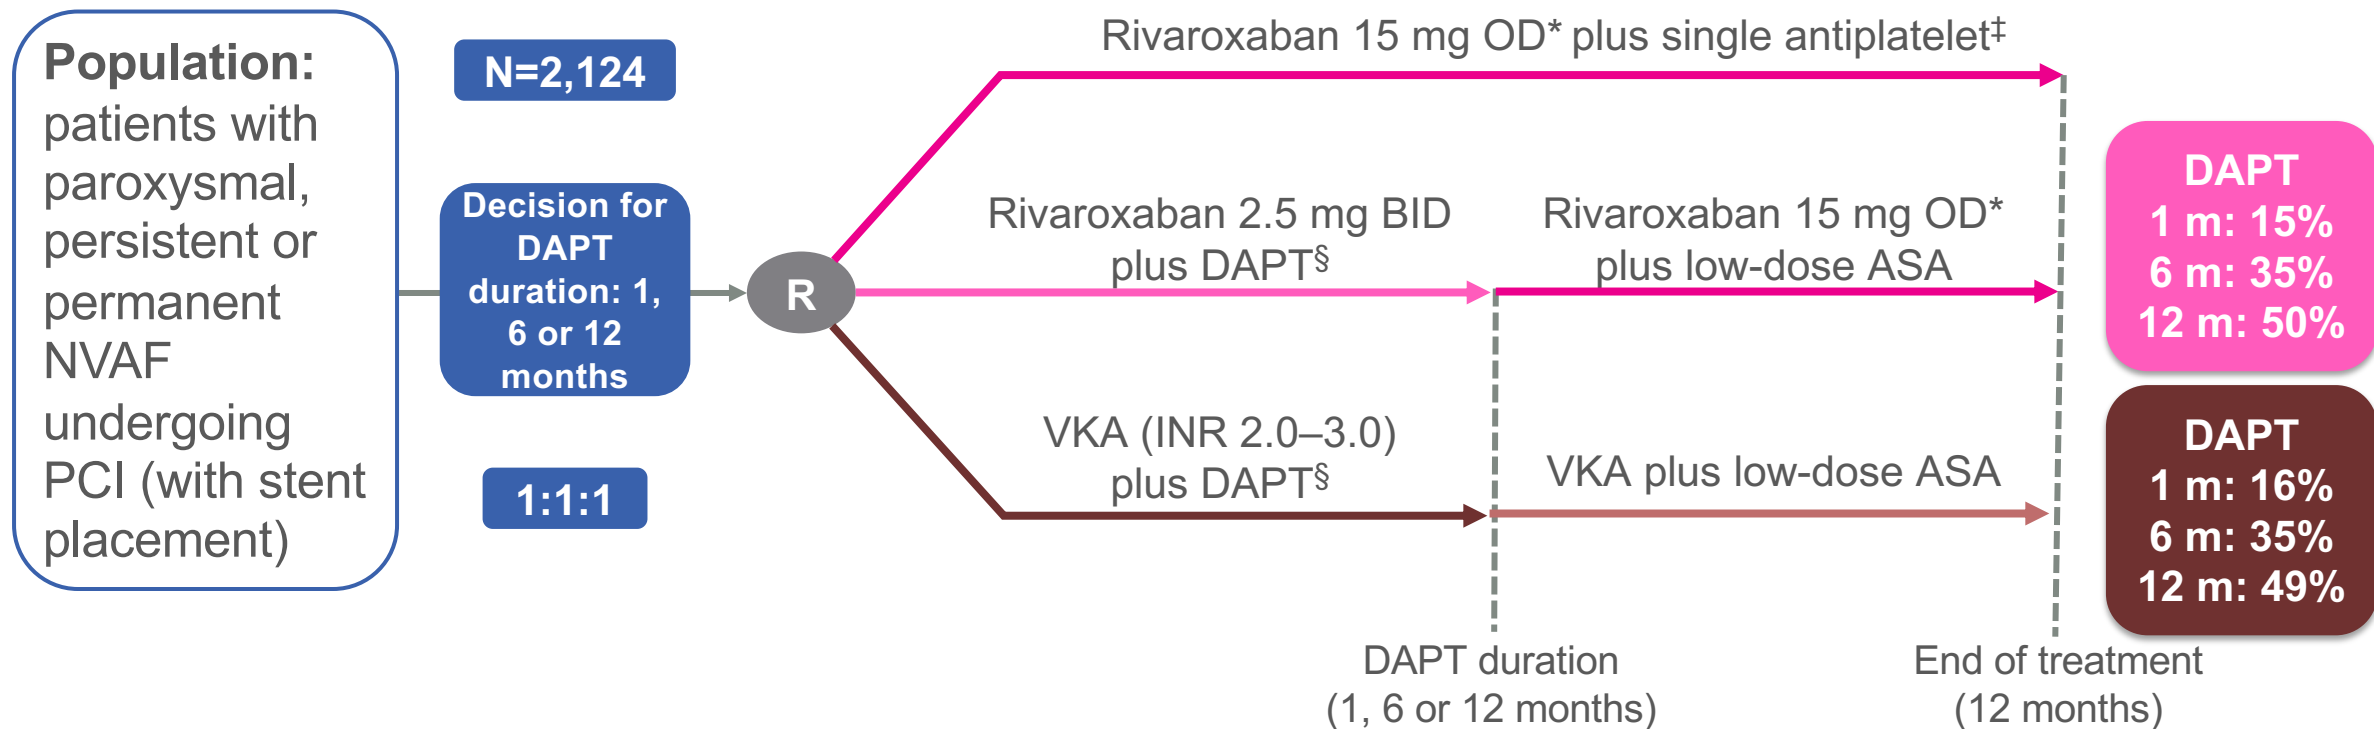 Population:
patients with
paroxysmal,
persistent or
permanent
NVAF
undergoing
PCI (with stent
placement)
N=2,124
Decision for
DAPT
duration: 1,
6 or 12
months
1:1:1
R
Rivaroxaban 15 mg OD* plus single antiplatelet‡
Rivaroxaban 2.5 mg BID
plus DAPT§
Rivaroxaban 15 mg OD*
plus low-dose ASA
VKA (INR 2.0–3.0)
plus DAPT§
VKA plus low-dose ASA
DAPT duration
(1, 6 or 12 months)
End of treatment
(12 months)
DAPT
1 m: 15%
6 m: 35%
12 m: 50%
DAPT
1 m: 16%
6 m: 35%
12 m: 49%